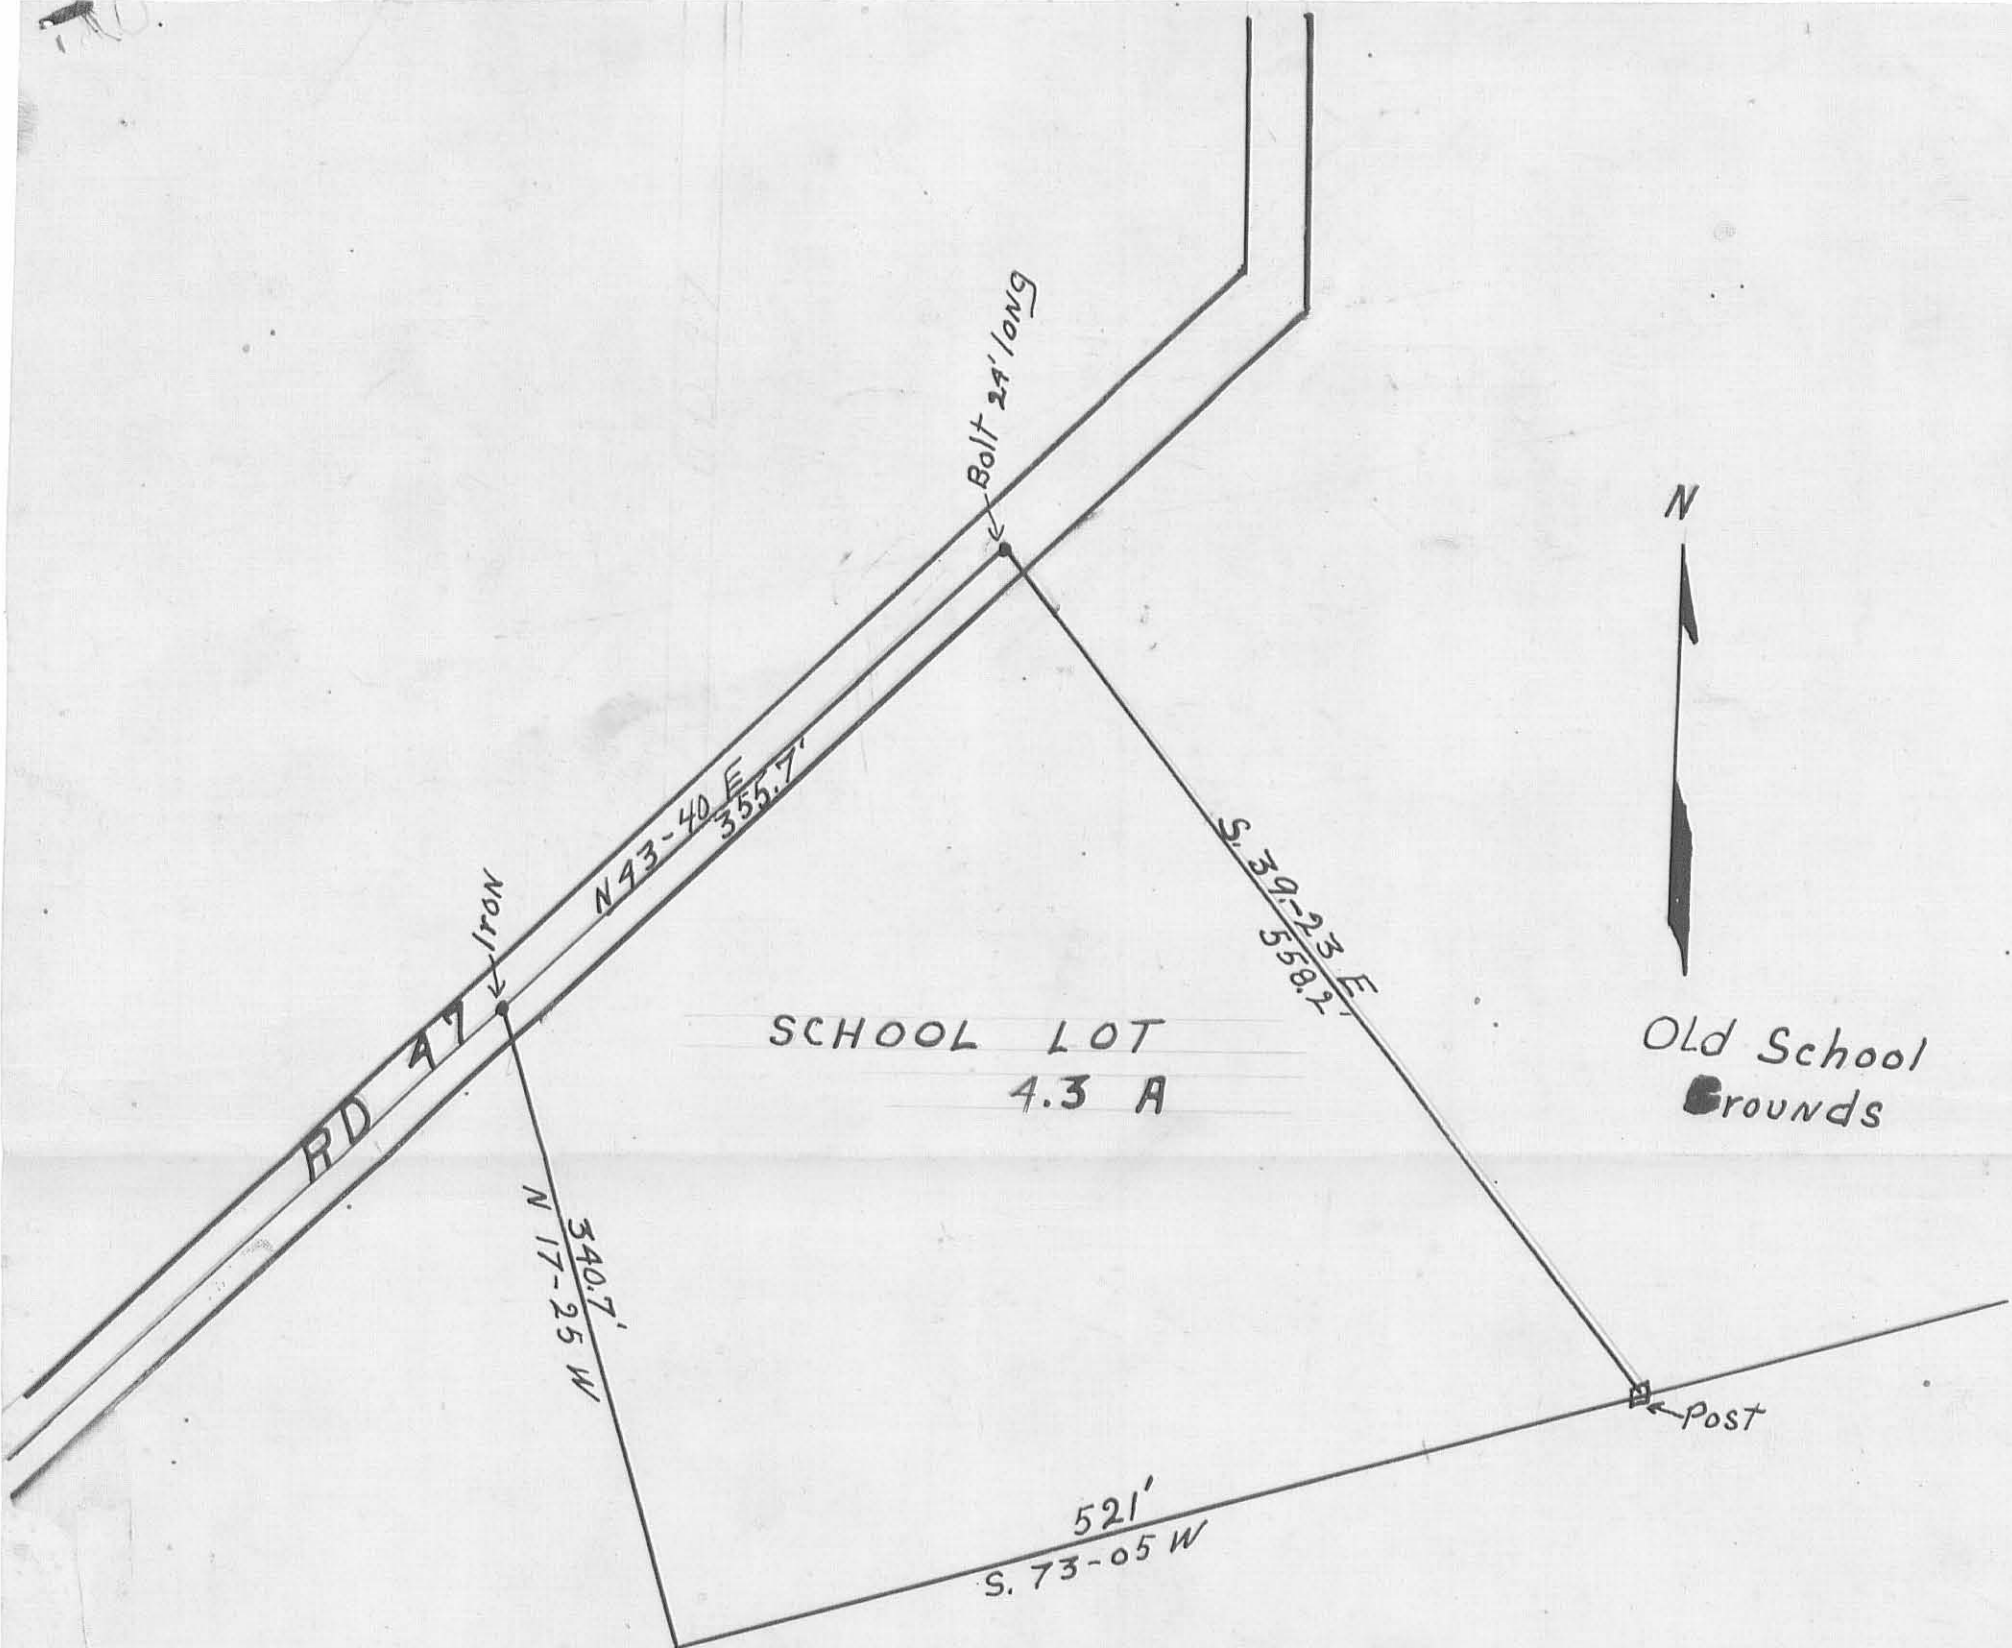 Bolt 24' long
N
N 43-40 E
355.7'
Iron
RD 47
S. 39-23 E
558.2'
SCHOOL LOT
4.3 A
Old School
Grounds
340.7'
N 17-25 W
Post
521'
S. 73-05 W